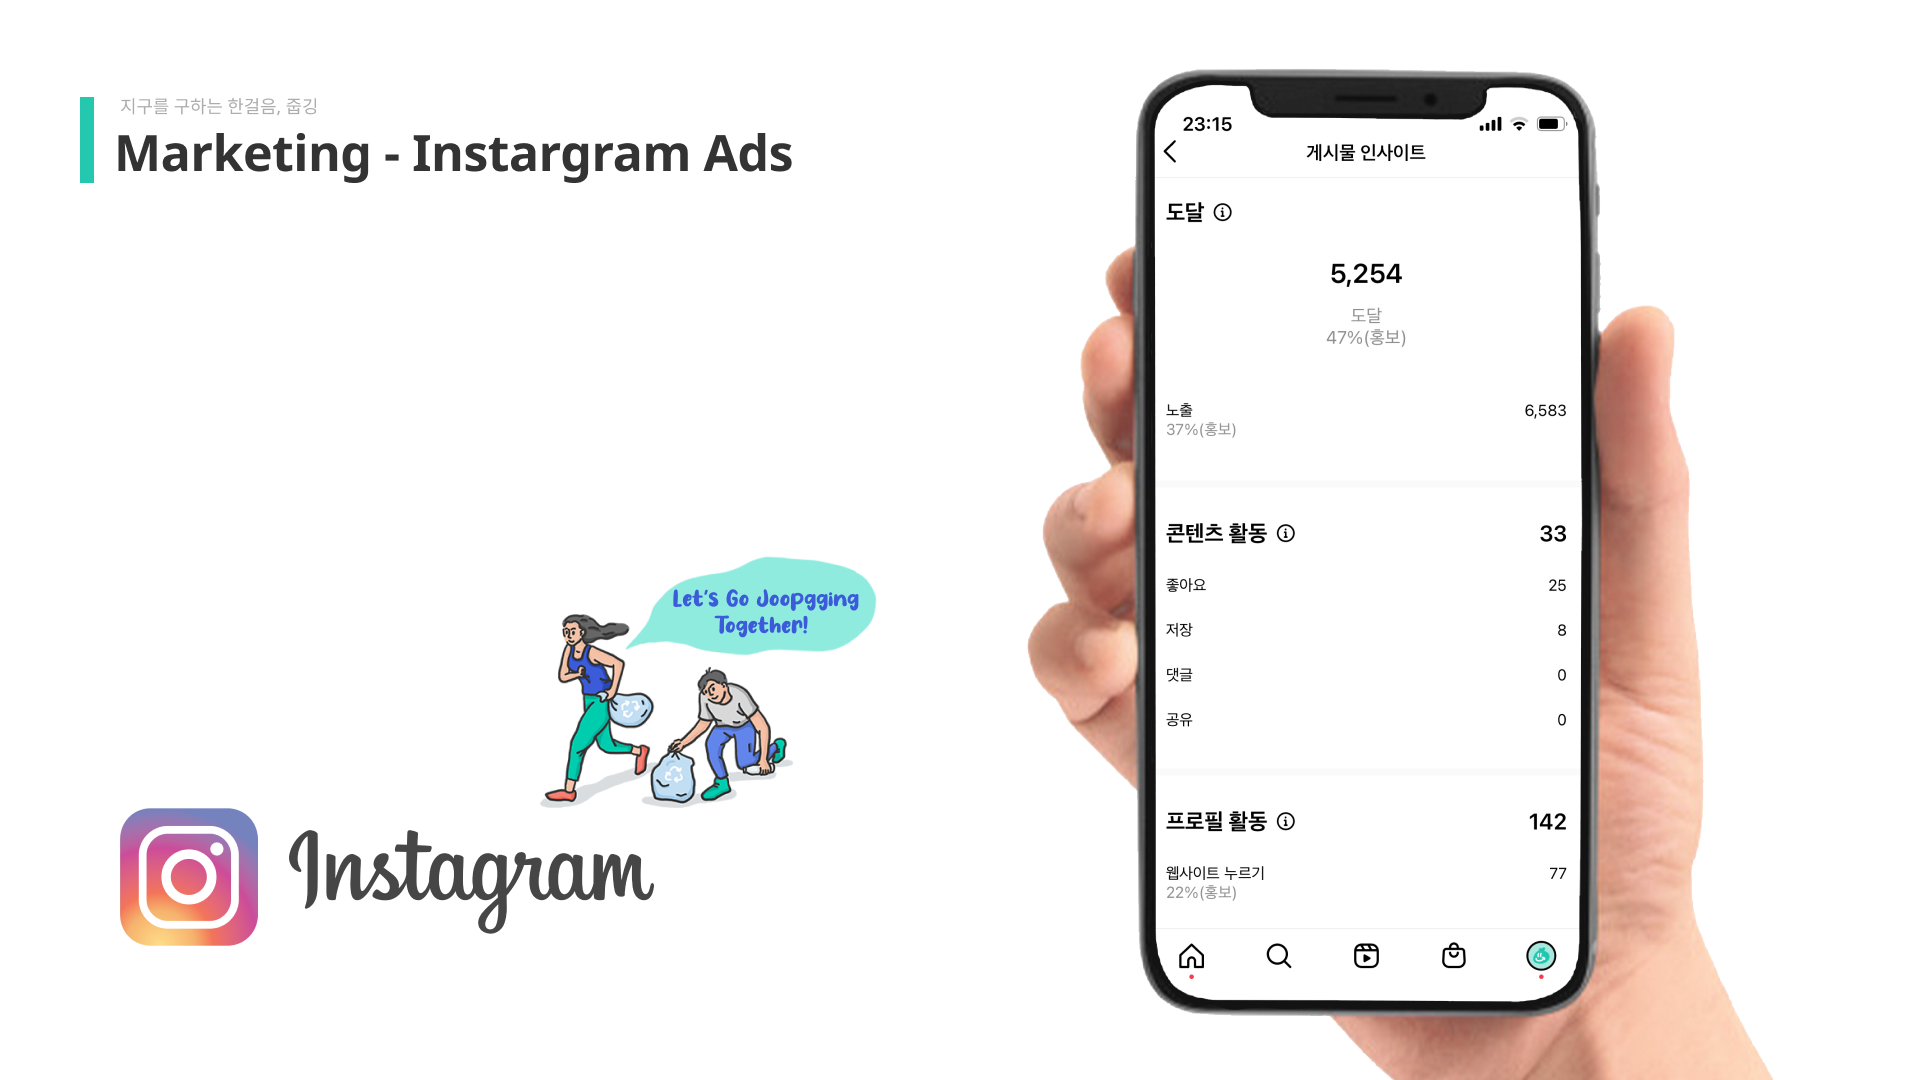 지구를 구하는 한걸음, 줍깅
Marketing - Instargram Ads
Let's Go Joopgging
Together!
Instagram
23:15
게시물 인사이트
도달
5,254
도달
47%(홍보)
노출 6,583
37%(홍보)
콘텐츠 활동 33
좋아요 25
저장 8
댓글 0
공유 0
프로필 활동 142
웹사이트 누르기 77
22%(홍보)